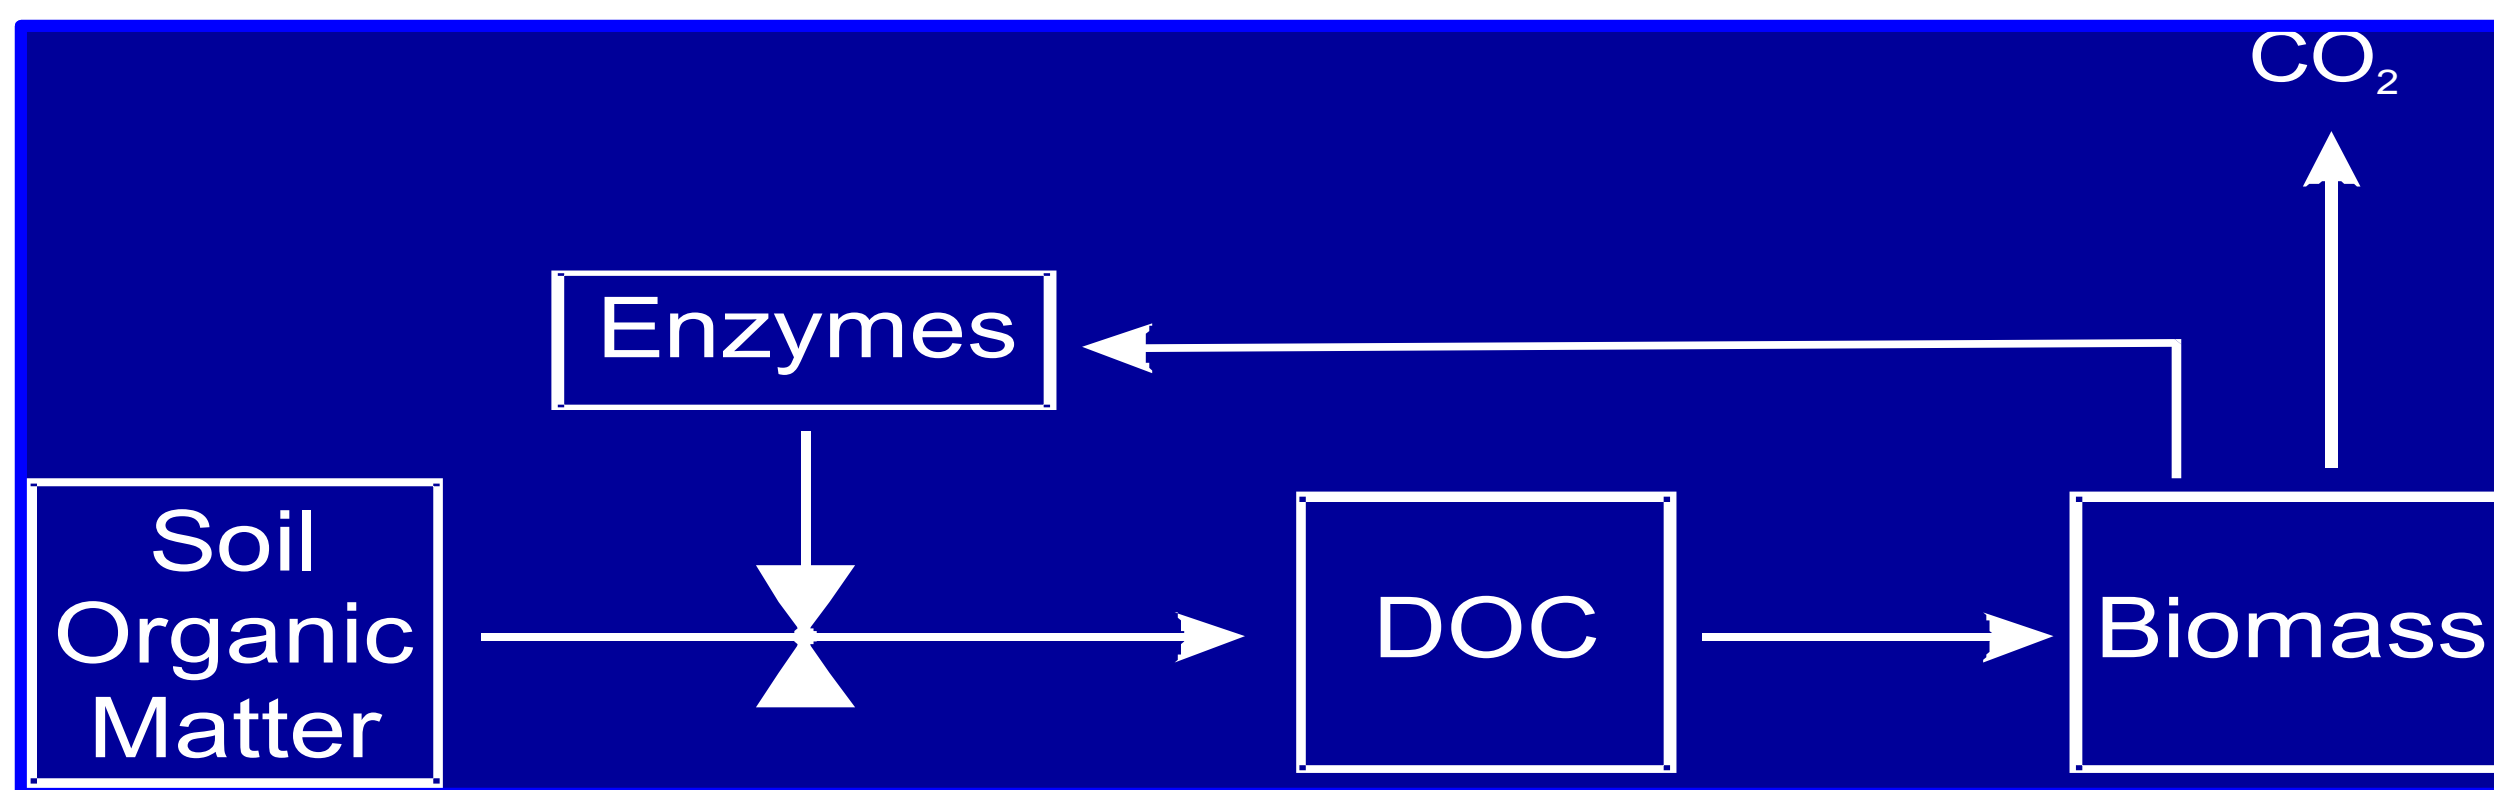 CO₂
Enzymes
Soil
Organic
Matter
DOC
Biomass